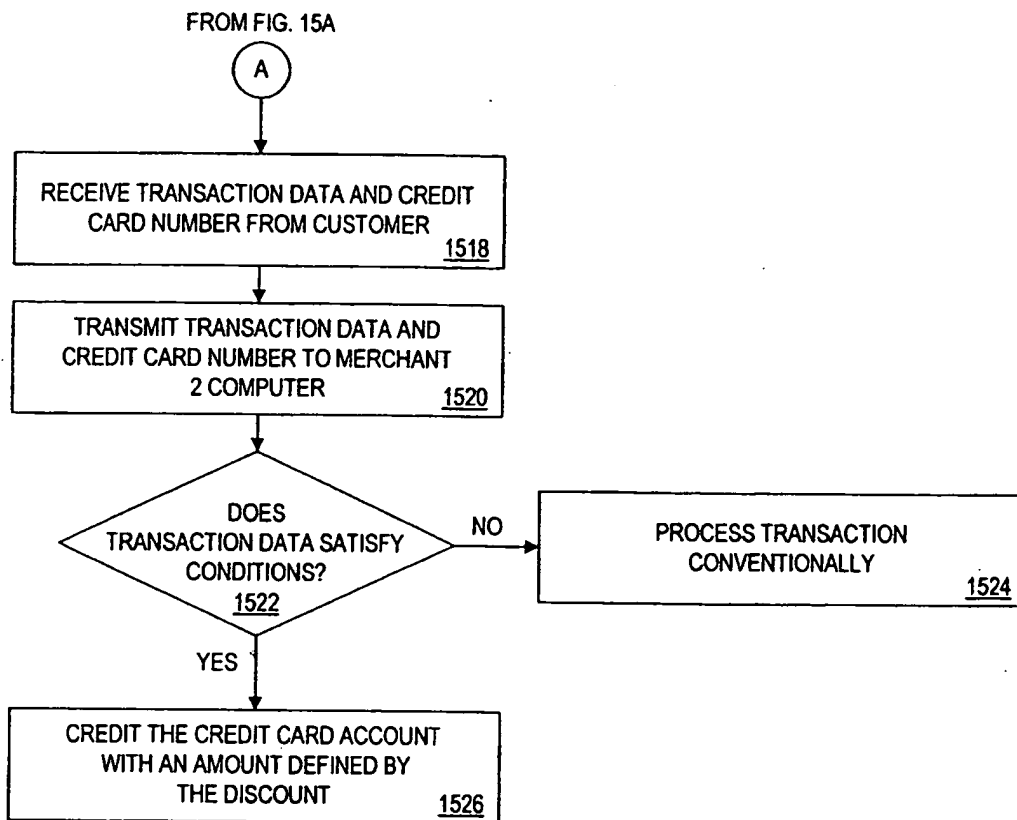 FROM FIG. 15A
A
RECEIVE TRANSACTION DATA AND CREDIT
CARD NUMBER FROM CUSTOMER
1518
TRANSMIT TRANSACTION DATA AND
CREDIT CARD NUMBER TO MERCHANT
2 COMPUTER
1520
DOES
TRANSACTION DATA SATISFY
CONDITIONS?
1522
NO
PROCESS TRANSACTION
CONVENTIONALLY
1524
YES
CREDIT THE CREDIT CARD ACCOUNT
WITH AN AMOUNT DEFINED BY
THE DISCOUNT
1526